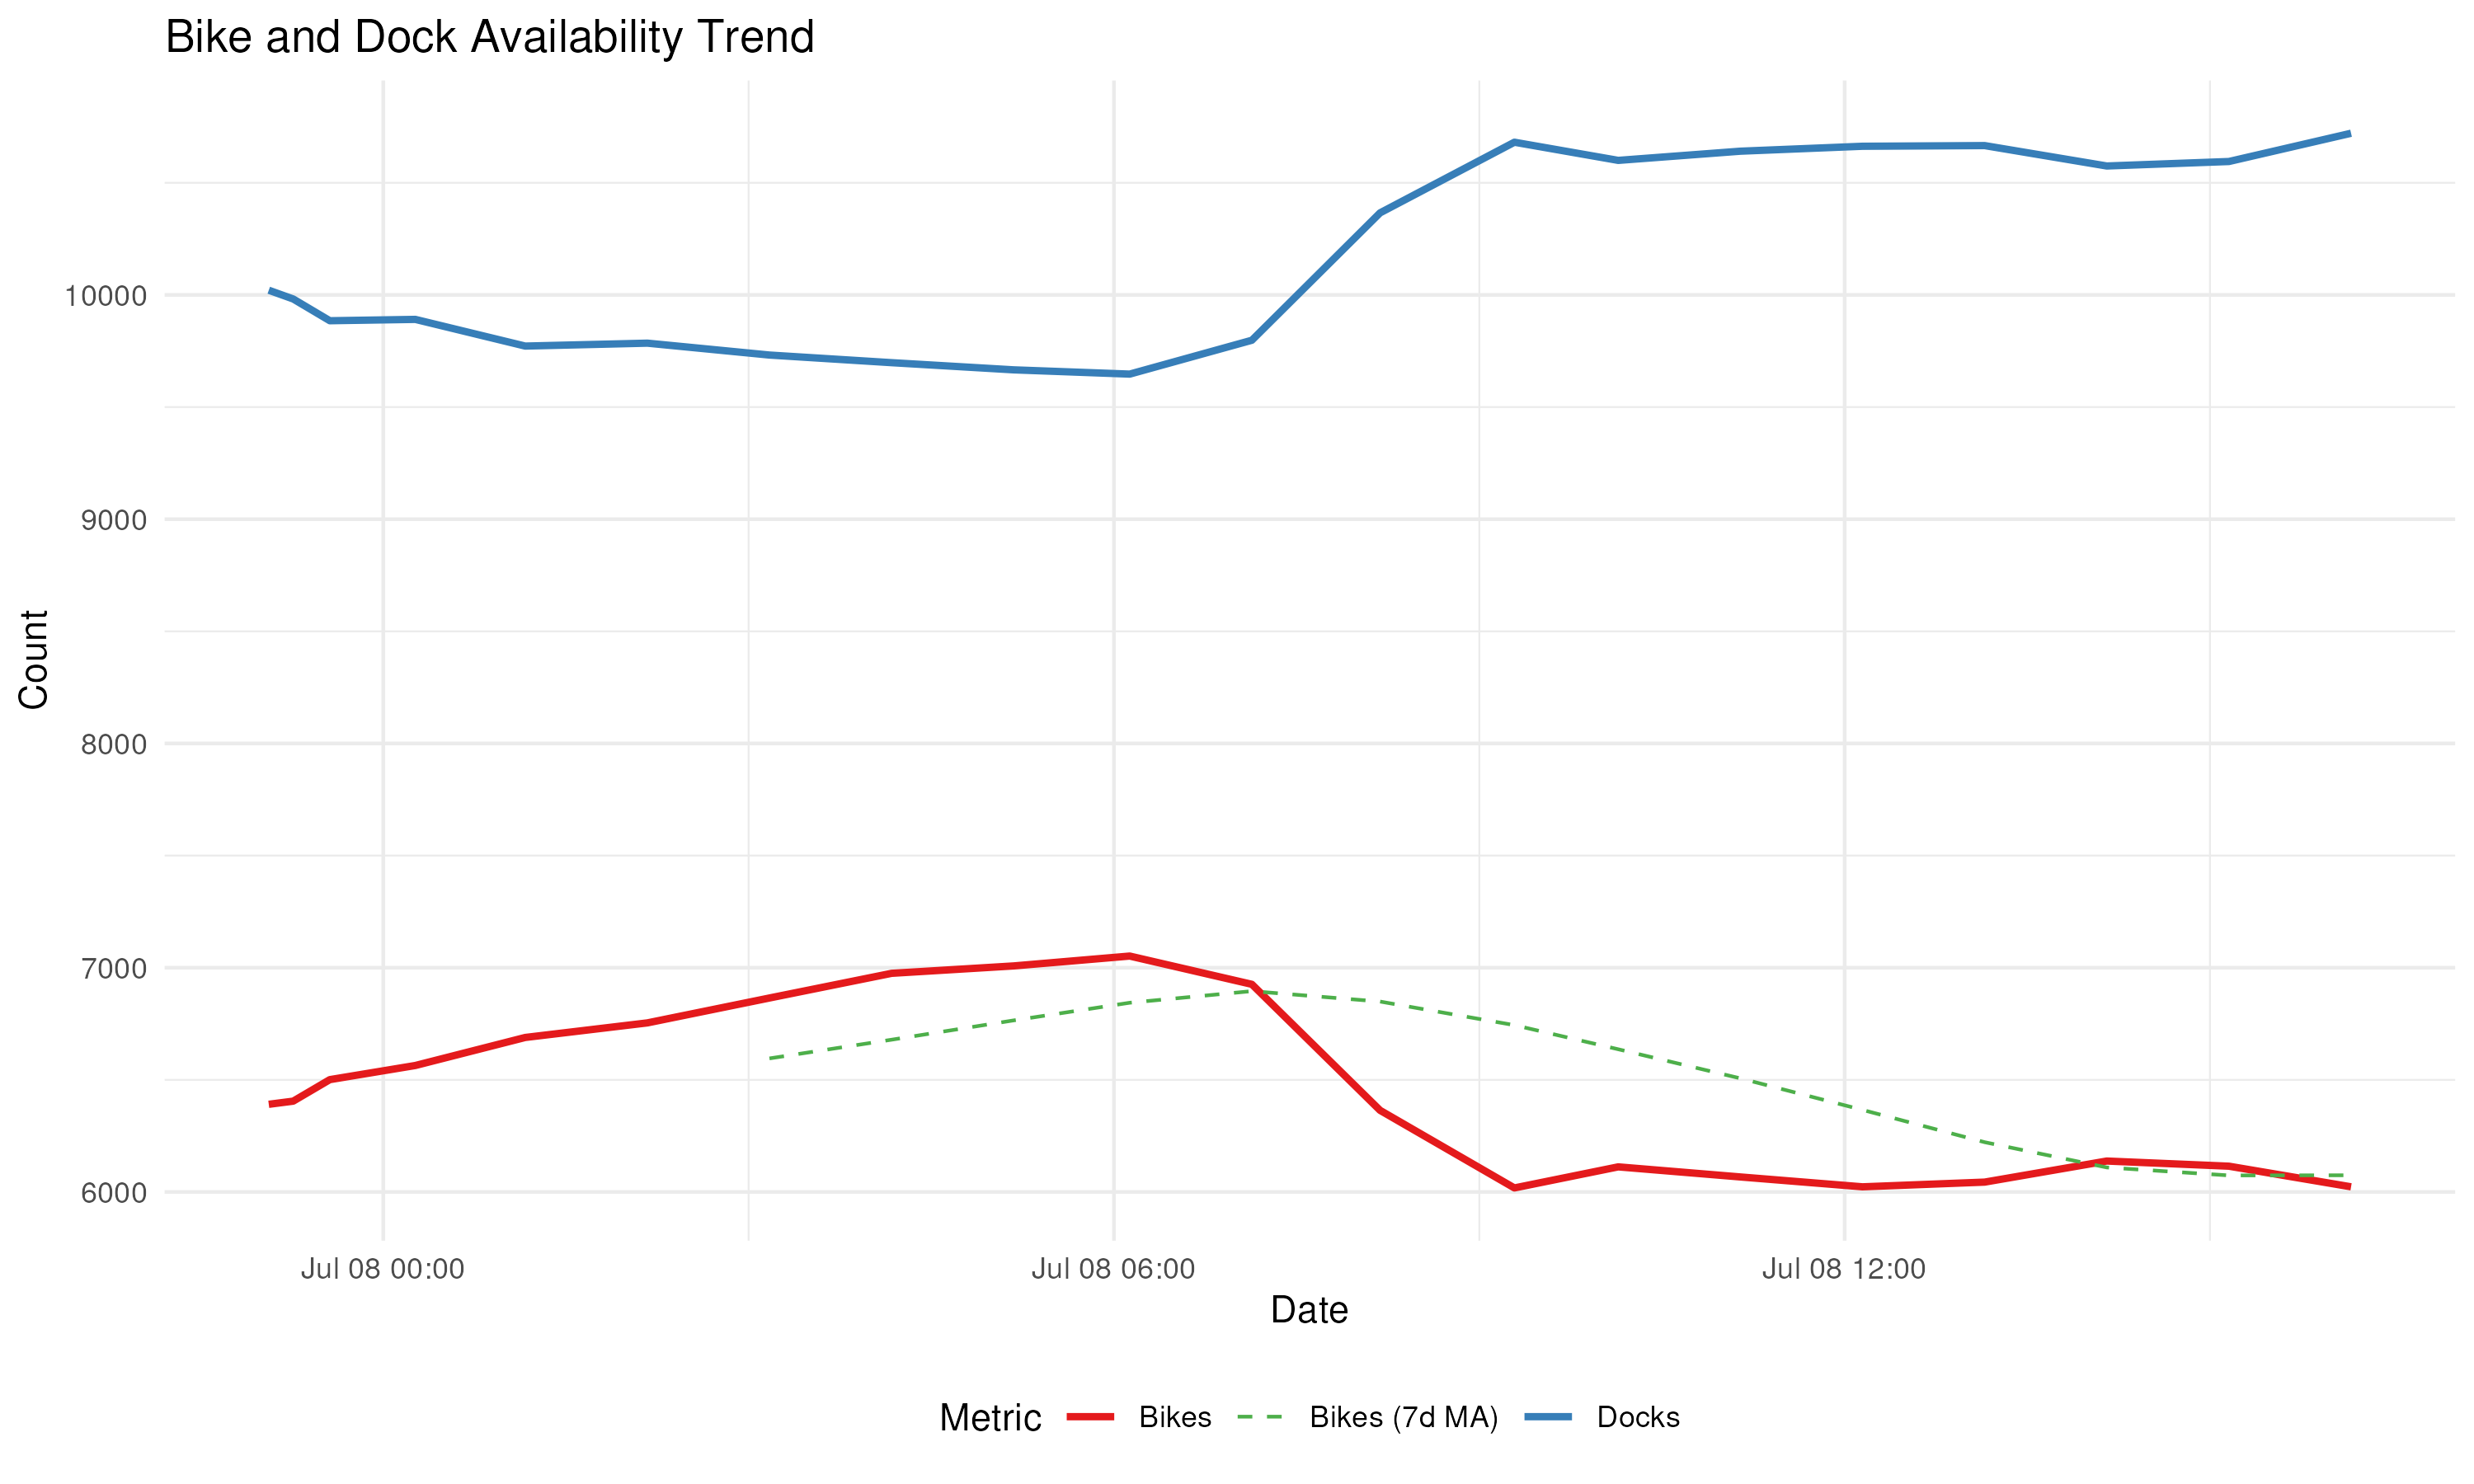 Bike and Dock Availability Trend
Count
10000
9000
8000
7000
6000
Jul 08 00:00 Jul 08 06:00 Jul 08 12:00
Date
Metric Bikes Bikes (7d MA) Docks